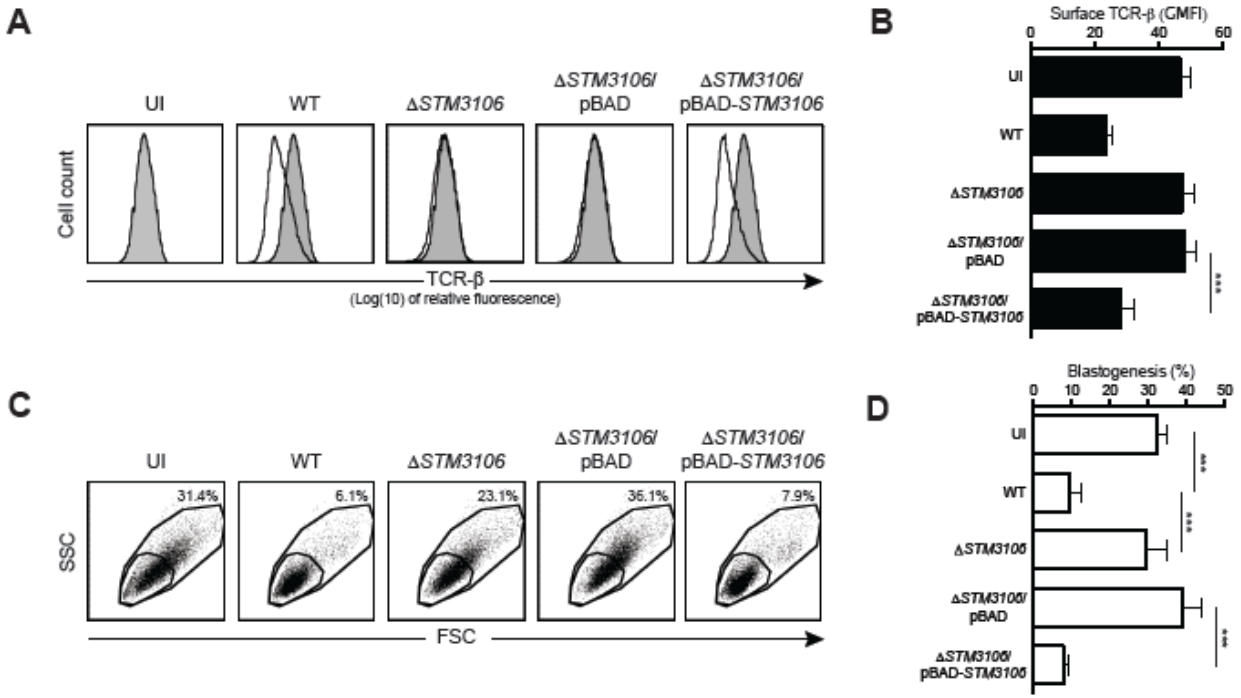 A
UI
WT
ΔSTM3106
ΔSTM3106/
pBAD
ΔSTM3106/
pBAD-STM3106
Cell count
TCR-β
(Log(10) of relative fluorescence)
B
Surface TCR-β (GMFI)
0 20 40 60
UI
WT
ΔSTM3106
ΔSTM3106/
pBAD
ΔSTM3106/
pBAD-STM3106
***
C
UI
WT
ΔSTM3106
ΔSTM3106/
pBAD
ΔSTM3106/
pBAD-STM3106
31.4%
6.1%
23.1%
36.1%
7.9%
SSC
FSC
D
Blastogenesis (%)
0 10 20 30 40 50
UI
WT
ΔSTM3106
ΔSTM3106/
pBAD
ΔSTM3106/
pBAD-STM3106
***
***
***